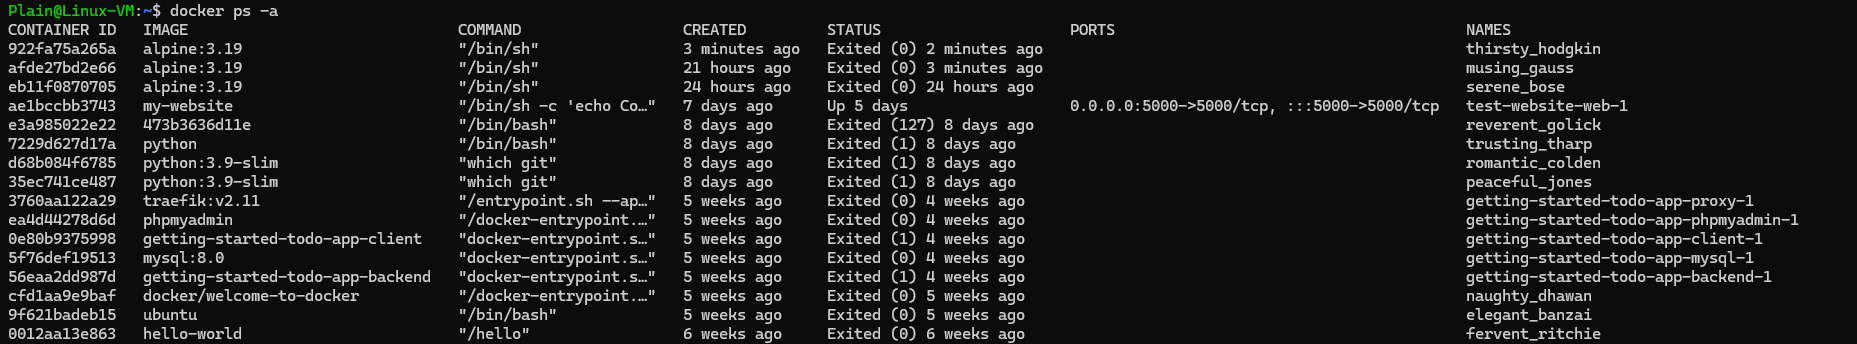 Plain@Linux-VM:~$ docker ps -a
CONTAINER ID   IMAGE                            COMMAND                  CREATED         STATUS                     PORTS                                       NAMES
922fa75a265a   alpine:3.19                      "/bin/sh"                3 minutes ago   Exited (0) 2 minutes ago                                               thirsty_hodgkin
afde27bd2e66   alpine:3.19                      "/bin/sh"                21 hours ago    Exited (0) 3 minutes ago                                               musing_gauss
eb11f0870705   alpine:3.19                      "/bin/sh"                24 hours ago    Exited (0) 24 hours ago                                                serene_bose
ae1bccbb3743   my-website                       "/bin/sh -c 'echo Co…"   7 days ago      Up 5 days                  0.0.0.0:5000->5000/tcp, :::5000->5000/tcp   test-website-web-1
e3a985022e22   473b3636d11e                     "/bin/bash"              8 days ago      Exited (127) 8 days ago                                                reverent_golick
7229d627d17a   python                           "/bin/bash"              8 days ago      Exited (1) 8 days ago                                                  trusting_tharp
d68b084f6785   python:3.9-slim                  "which git"              8 days ago      Exited (1) 8 days ago                                                  romantic_colden
35ec741ce487   python:3.9-slim                  "which git"              8 days ago      Exited (1) 8 days ago                                                  peaceful_jones
3760aa122a29   traefik:v2.11                    "/entrypoint.sh --ap…"   5 weeks ago     Exited (0) 4 weeks ago                                                 getting-started-todo-app-proxy-1
ea4d44278d6d   phpmyadmin                       "/docker-entrypoint.…"   5 weeks ago     Exited (0) 4 weeks ago                                                 getting-started-todo-app-phpmyadmin-1
0e80b9375998   getting-started-todo-app-client    "docker-entrypoint.s…"   5 weeks ago     Exited (1) 4 weeks ago                                                 getting-started-todo-app-client-1
5f76def19513   mysql:8.0                        "docker-entrypoint.s…"   5 weeks ago     Exited (0) 4 weeks ago                                                 getting-started-todo-app-mysql-1
56eaa2dd987d   getting-started-todo-app-backend   "docker-entrypoint.s…"   5 weeks ago     Exited (1) 4 weeks ago                                                 getting-started-todo-app-backend-1
cfd1aa9e9baf   docker/welcome-to-docker         "/docker-entrypoint.…"   5 weeks ago     Exited (0) 5 weeks ago                                                 naughty_dhawan
9f621badeb15   ubuntu                           "/bin/bash"              5 weeks ago     Exited (0) 5 weeks ago                                                 elegant_banzai
0012aa13e863   hello-world                      "/hello"                 6 weeks ago     Exited (0) 6 weeks ago                                                 fervent_ritchie